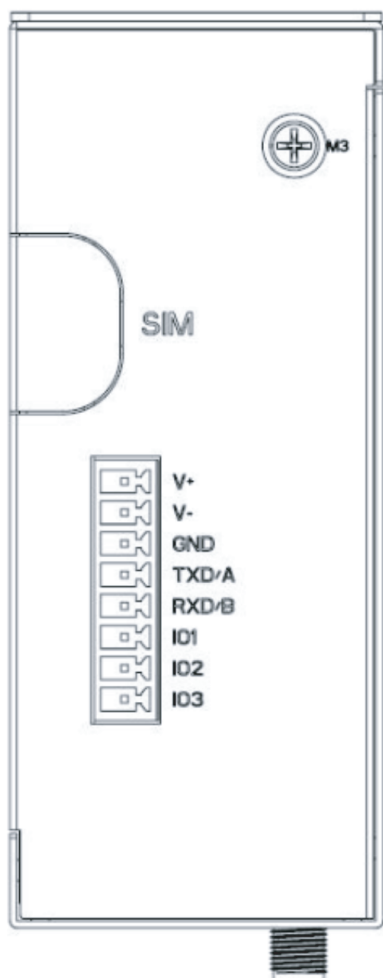 M3
SIM
V+
V-
GND
TXD/A
RXD/B
IO1
IO2
IO3